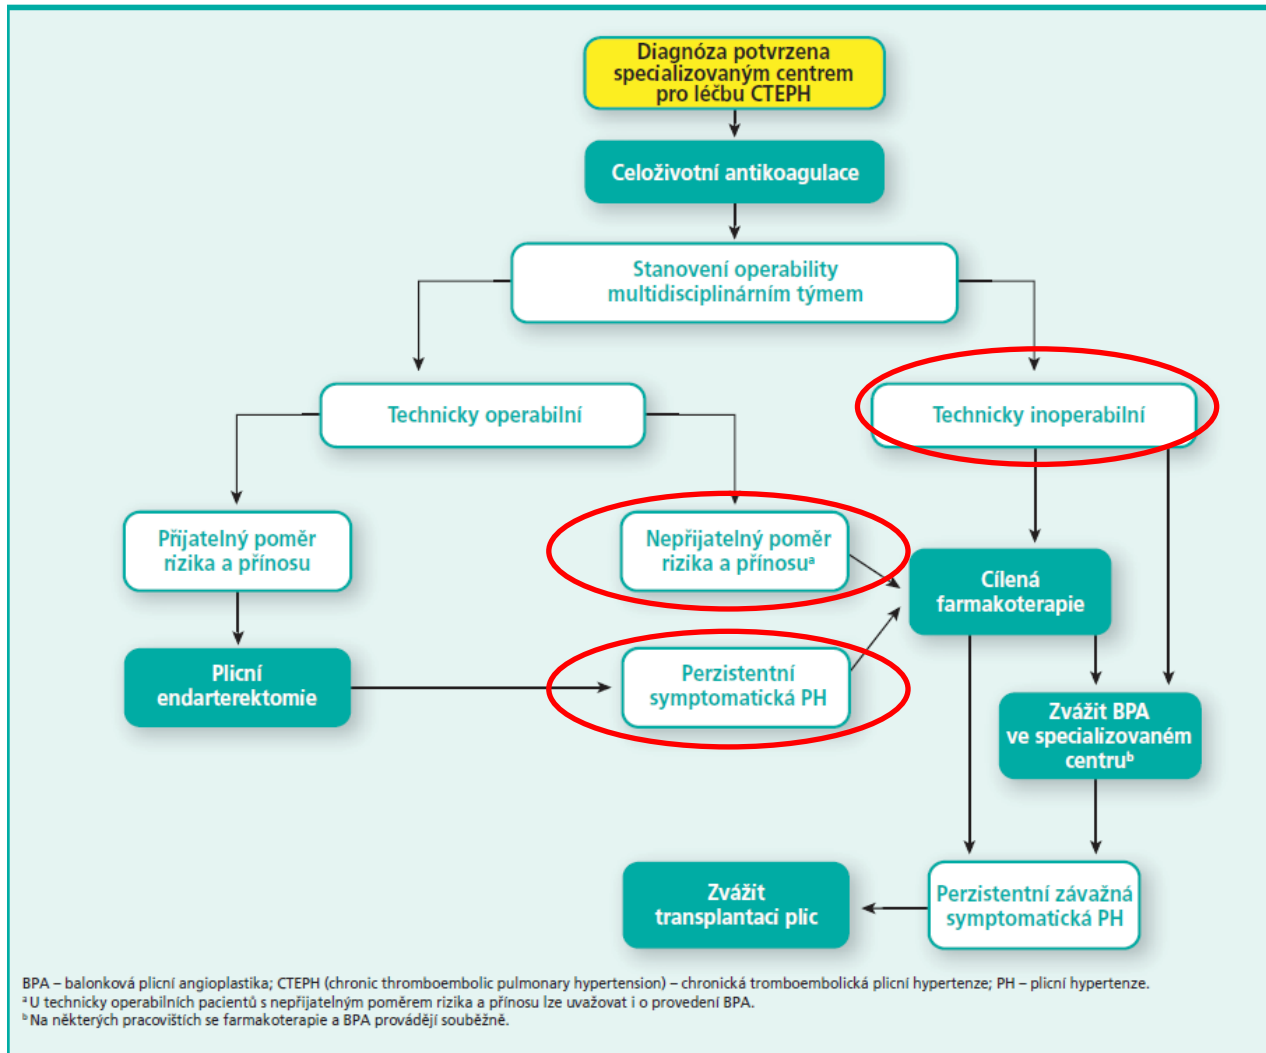 Diagnóza potvrzena
specializovaným centrem
pro léčbu CTEPH
Celoživotní antikoagulace
Stanovení operability
multidisciplinárním týmem
Technicky operabilní
Technicky inoperabilní
Přijatelný poměr
rizika a přínosu
Nepřijatelný poměr
rizika a přínosuᵃ
Cílená
farmakoterapie
Plicní
endarterektomie
Perzistentní
symptomatická PH
Zvážit BPA
ve specializovaném
centruᵇ
Zvážit
transplantaci plic
Perzistentní závažná
symptomatická PH
BPA – balonková plicní angioplastika; CTEPH (chronic thromboembolic pulmonary hypertension) – chronická tromboembolická plicní hypertenze; PH – plicní hypertenze.
ᵃ U technicky operabilních pacientů s nepřijatelným poměrem rizika a přínosu lze uvažovat i o provedení BPA.
ᵇ Na některých pracovištích se farmakoterapie a BPA provádějí souběžně.